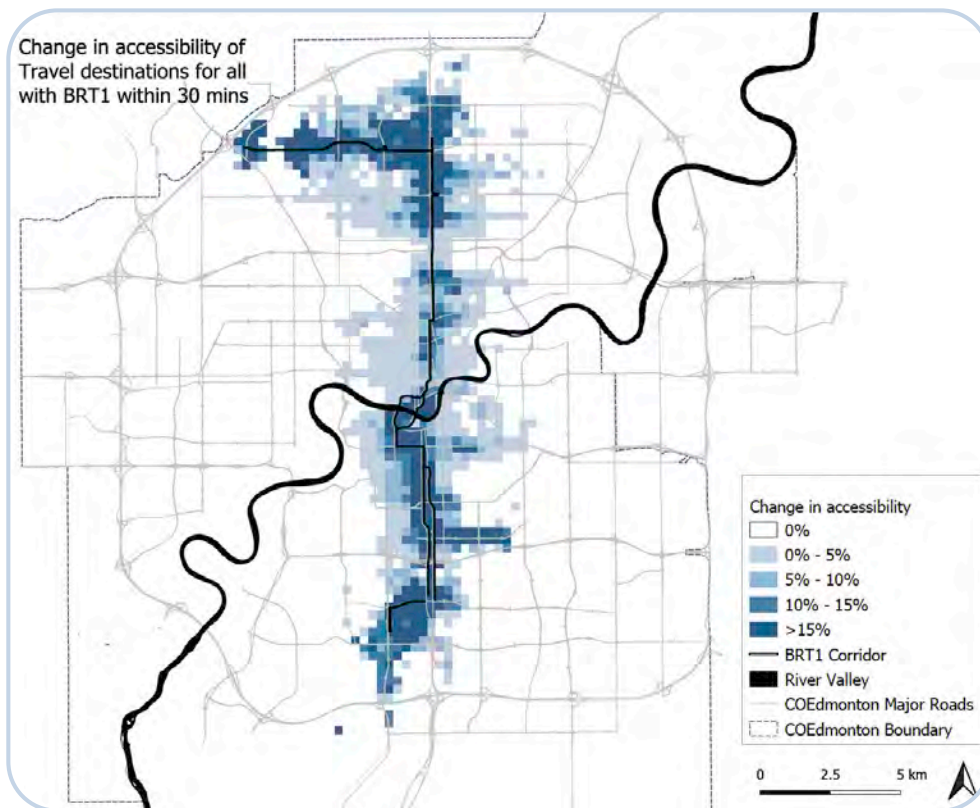 Change in accessibility of
Travel destinations for all
with BRT1 within 30 mins
Change in accessibility
0%
0% - 5%
5% - 10%
10% - 15%
>15%
BRT1 Corridor
River Valley
COEdmonton Major Roads
COEdmonton Boundary
0 2.5 5 km